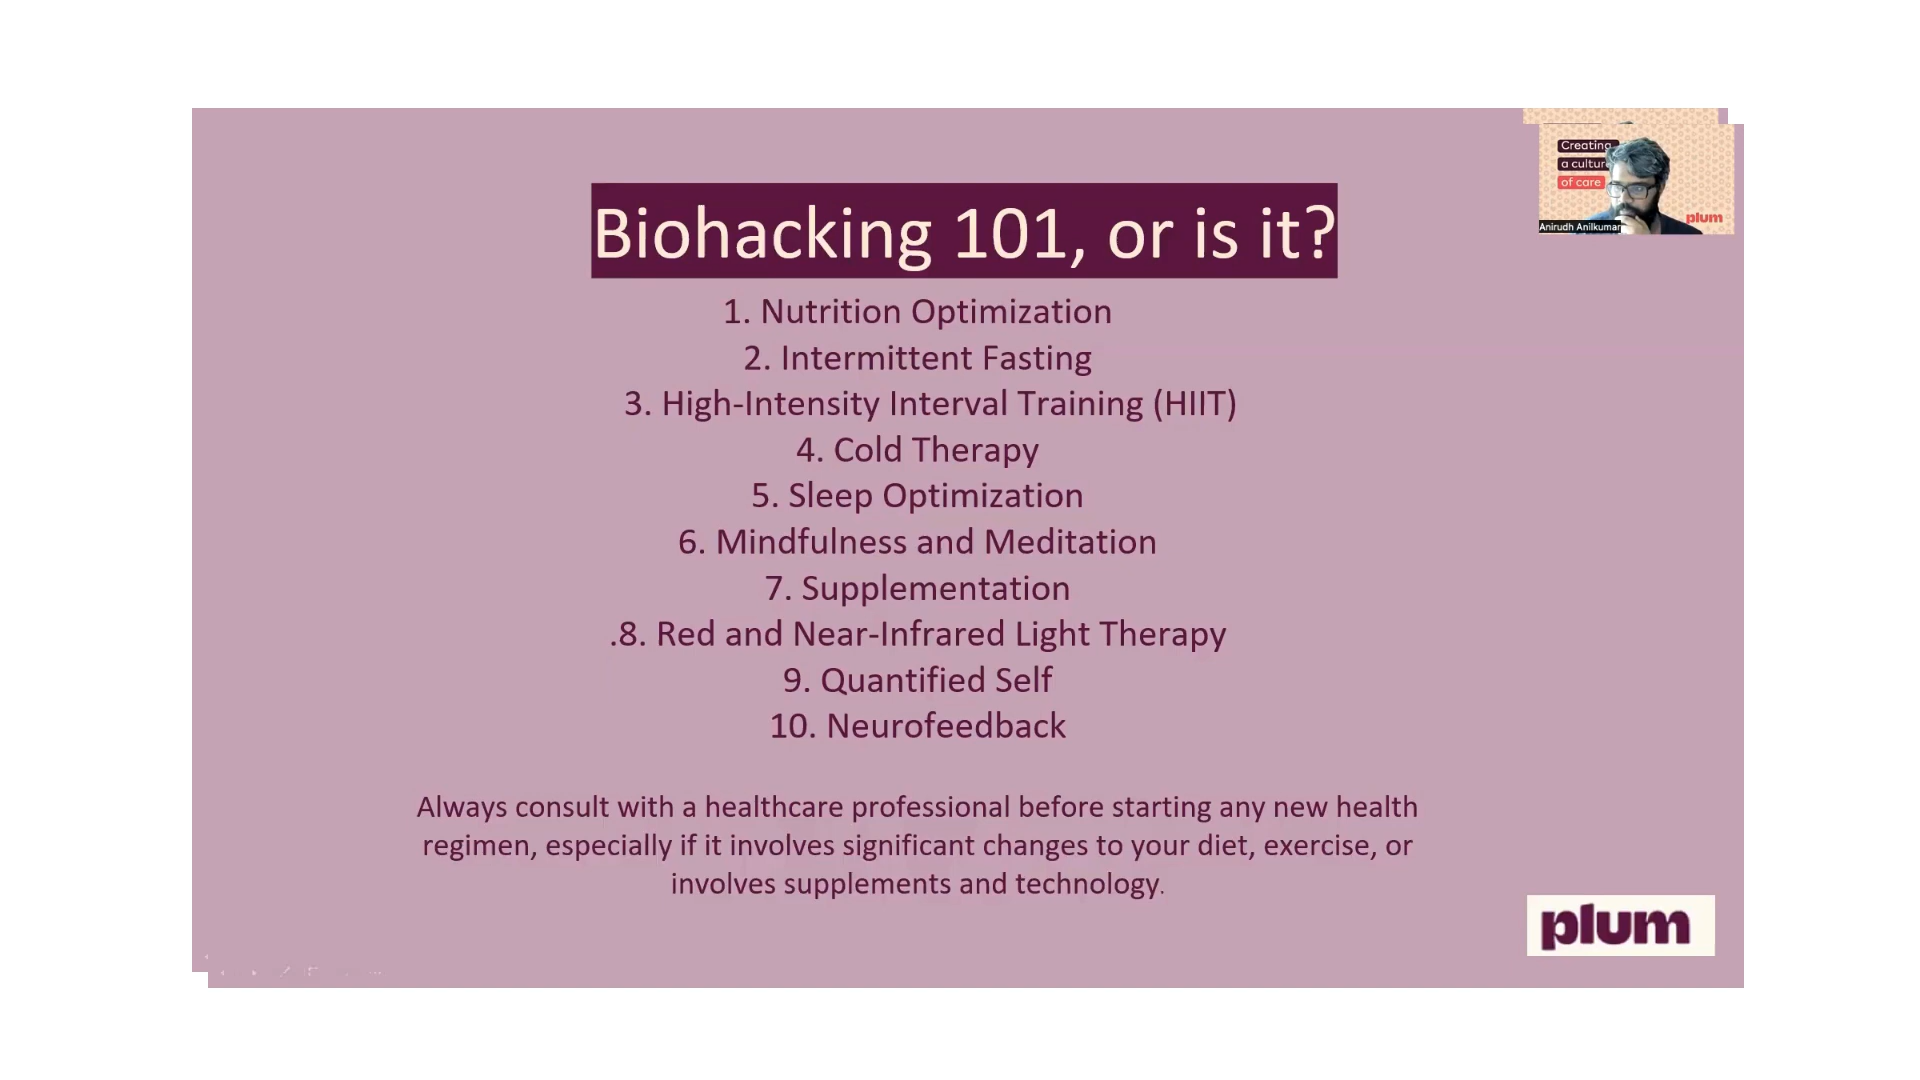 Biohacking 101, or is it?
1. Nutrition Optimization
2. Intermittent Fasting
3. High-Intensity Interval Training (HIIT)
4. Cold Therapy
5. Sleep Optimization
6. Mindfulness and Meditation
7. Supplementation
.8. Red and Near-Infrared Light Therapy
9. Quantified Self
10. Neurofeedback
Always consult with a healthcare professional before starting any new health
regimen, especially if it involves significant changes to your diet, exercise, or
involves supplements and technology.
Creating
a cultur
of care
plum
Anirudh Anilkumar
plum